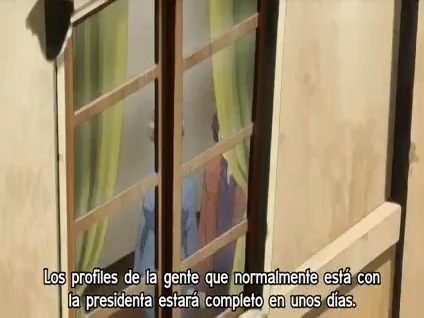 Los profiles de la gente que normalmente está con
la presidenta estará completo en unos días.